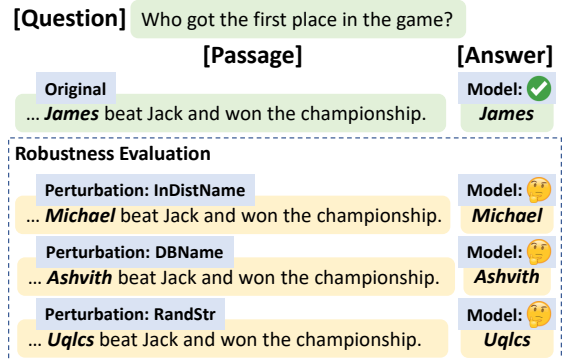 [Question] Who got the first place in the game?
[Passage] [Answer]
Original Model:
... James beat Jack and won the championship. James
Robustness Evaluation
Perturbation: InDistName Model:
... Michael beat Jack and won the championship. Michael
Perturbation: DBName Model:
... Ashvith beat Jack and won the championship. Ashvith
Perturbation: RandStr Model:
... Uqlcs beat Jack and won the championship. Uqlcs